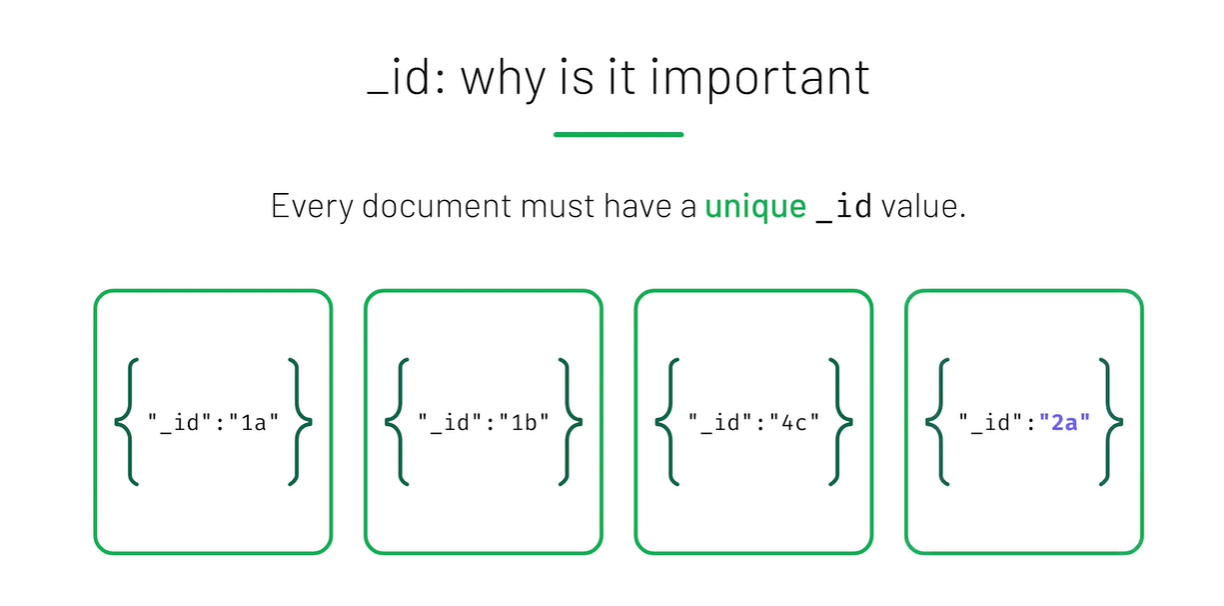 _id: why is it important
Every document must have a unique _id value.
{ "_id":"1a" }
{ "_id":"1b" }
{ "_id":"4c" }
{ "_id":"2a" }